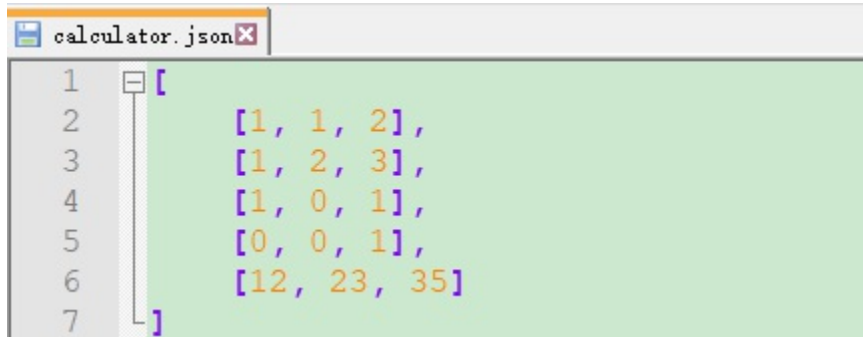 calculator.json
1 [
2 [1, 1, 2],
3 [1, 2, 3],
4 [1, 0, 1],
5 [0, 0, 1],
6 [12, 23, 35]
7 ]